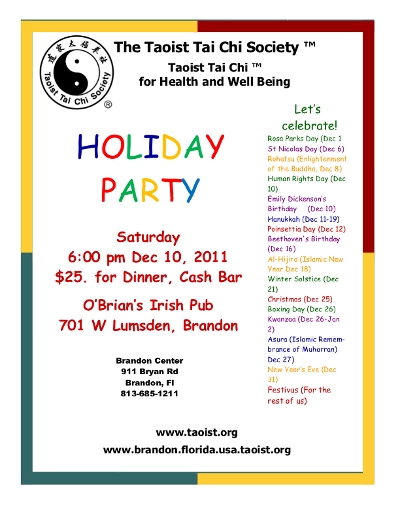 道家太極拳社
Taoist Tai Chi Society
®
The Taoist Tai Chi Society ™
Taoist Tai Chi ™
for Health and Well Being
HOLIDAY
PARTY
Saturday
6:00 pm Dec 10, 2011
$25. for Dinner, Cash Bar
O'Brian's Irish Pub
701 W Lumsden, Brandon
Brandon Center
911 Bryan Rd
Brandon, Fl
813-685-1211
Let's
celebrate!
Rosa Parks Day (Dec 1
St Nicolas Day (Dec 6)
Rohatsu (Enlightenment
of the Buddha, Dec 8)
Human Rights Day (Dec
10)
Emily Dickenson's
Birthday (Dec 10)
Hanukkah (Dec 11-19)
Poinsettia Day (Dec 12)
Beethoven's Birthday
(Dec 16)
Al-Hijira (Islamic New
Year Dec 18)
Winter Solstice (Dec
21)
Christmas (Dec 25)
Boxing Day (Dec 26)
Kwanzaa (Dec 26-Jan
2)
Asura (Islamic Remem-
brance of Muharran)
Dec 27)
New Year's Eve (Dec
31)
Festivus (For the
rest of us)
www.taoist.org
www.brandon.florida.usa.taoist.org